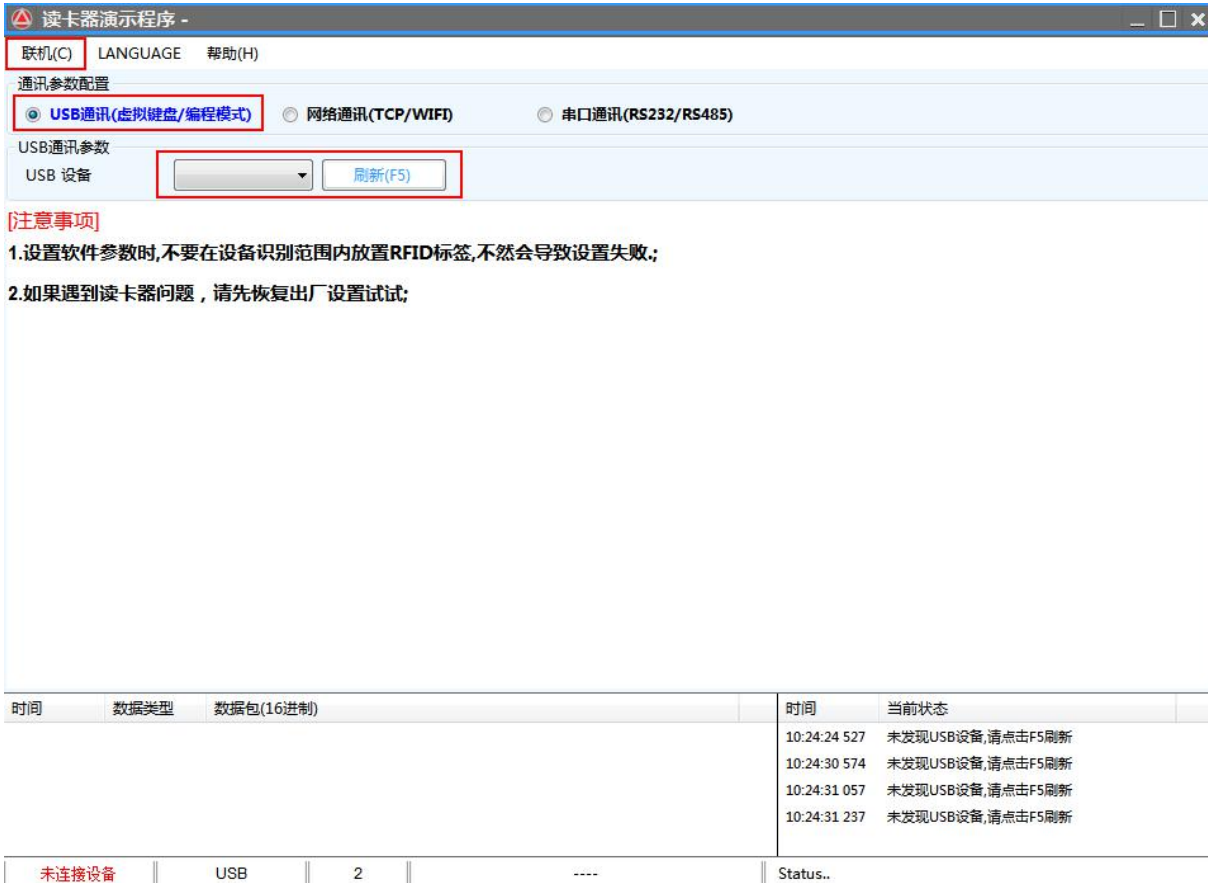 读卡器演示程序 -
联机(C) LANGUAGE 帮助(H)
通讯参数配置
USB通讯(虚拟键盘/编程模式) 网络通讯(TCP/WIFI) 串口通讯(RS232/RS485)
USB通讯参数
USB 设备 刷新(F5)
[注意事项]
1.设置软件参数时,不要在设备识别范围内放置RFID标签,不然会导致设置失败.;
2.如果遇到读卡器问题，请先恢复出厂设置试试;
时间 数据类型 数据包(16进制) 时间 当前状态
10:24:24 527 未发现USB设备,请点击F5刷新
10:24:30 574 未发现USB设备,请点击F5刷新
10:24:31 057 未发现USB设备,请点击F5刷新
10:24:31 237 未发现USB设备,请点击F5刷新
未连接设备 USB 2 ---- Status..